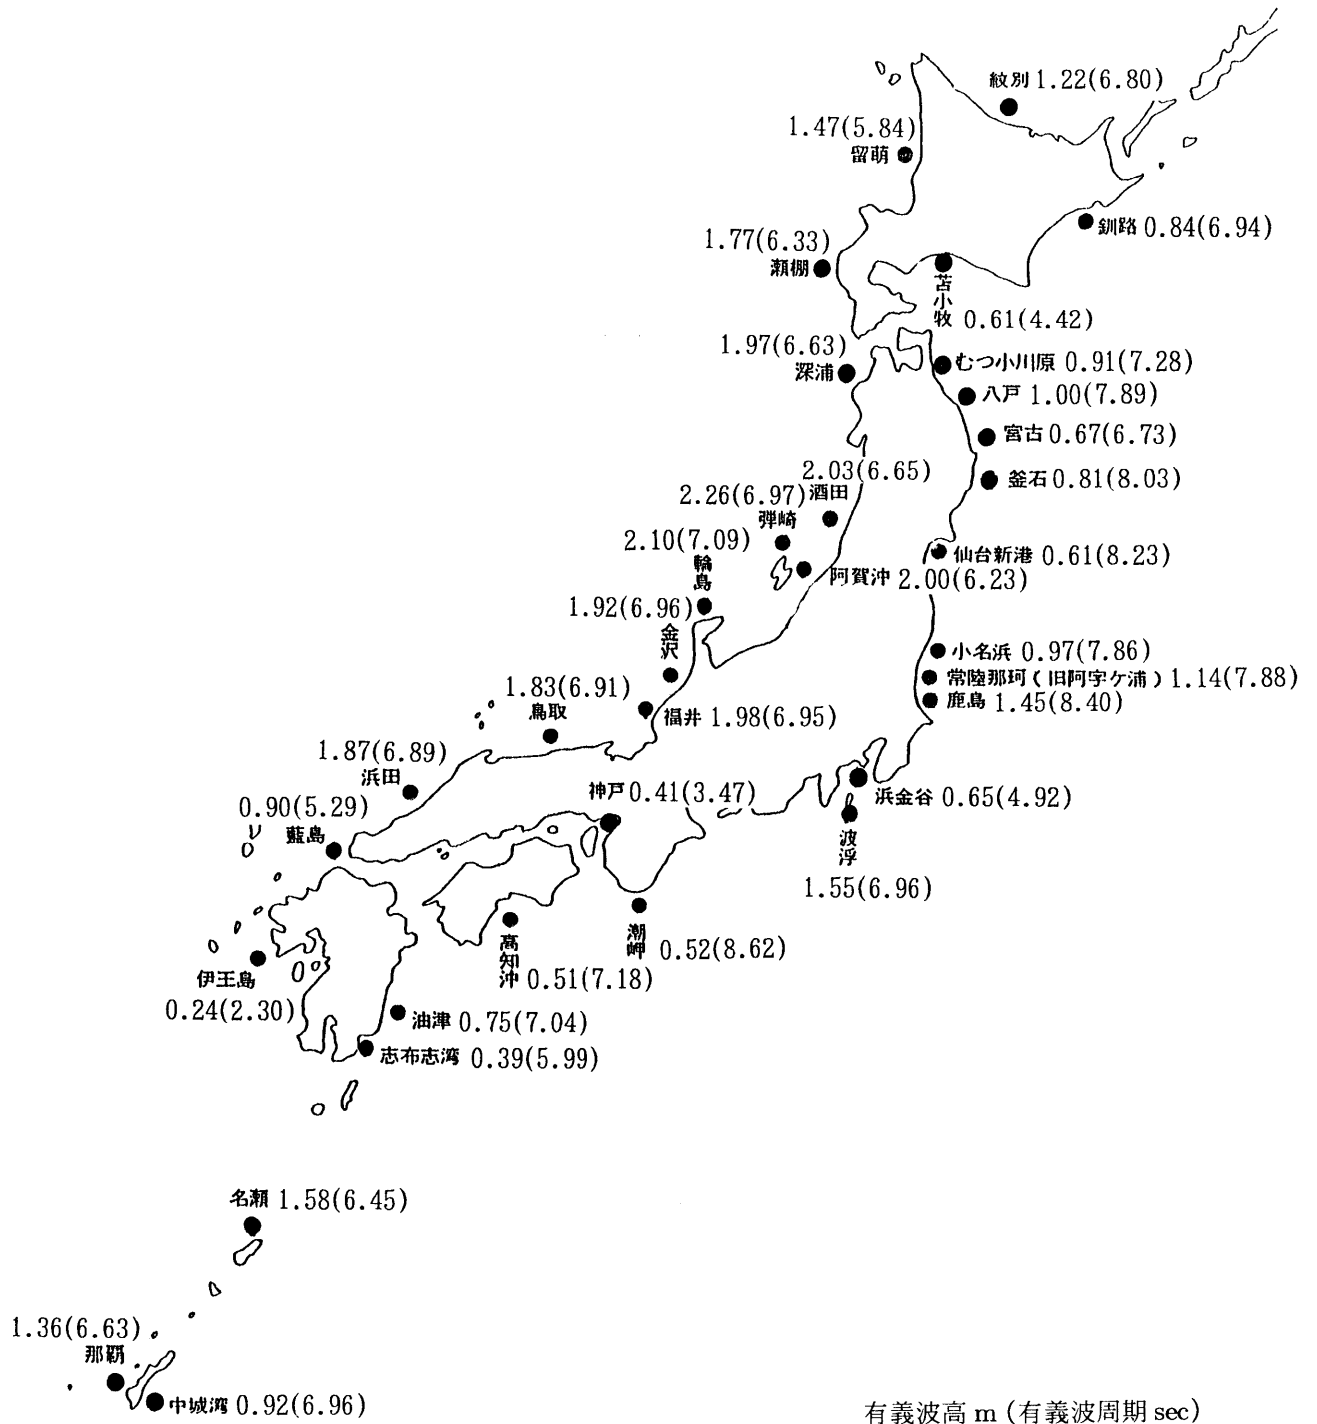 紋別 1.22(6.80)
1.47(5.84)
留萌
釧路 0.84(6.94)
1.77(6.33)
瀬棚
苫小牧 0.61(4.42)
1.97(6.63)
深浦
むつ小川原 0.91(7.28)
八戸 1.00(7.89)
宮古 0.67(6.73)
2.03(6.65)
酒田
釜石 0.81(8.03)
2.26(6.97)
弾崎
2.10(7.09)
輪島
仙台新港 0.61(8.23)
阿賀沖 2.00(6.23)
1.92(6.96)
金沢
小名浜 0.97(7.86)
常陸那珂(旧阿字ケ浦) 1.14(7.88)
鹿島 1.45(8.40)
1.83(6.91)
鳥取
福井 1.98(6.95)
1.87(6.89)
浜田
神戸 0.41(3.47)
浜金谷 0.65(4.92)
0.90(5.29)
藍島
波浮
1.55(6.96)
潮岬 0.52(8.62)
高知沖 0.51(7.18)
伊王島
0.24(2.30)
油津 0.75(7.04)
志布志湾 0.39(5.99)
名瀬 1.58(6.45)
1.36(6.63)
那覇
中城湾 0.92(6.96)
有義波高 m (有義波周期 sec)